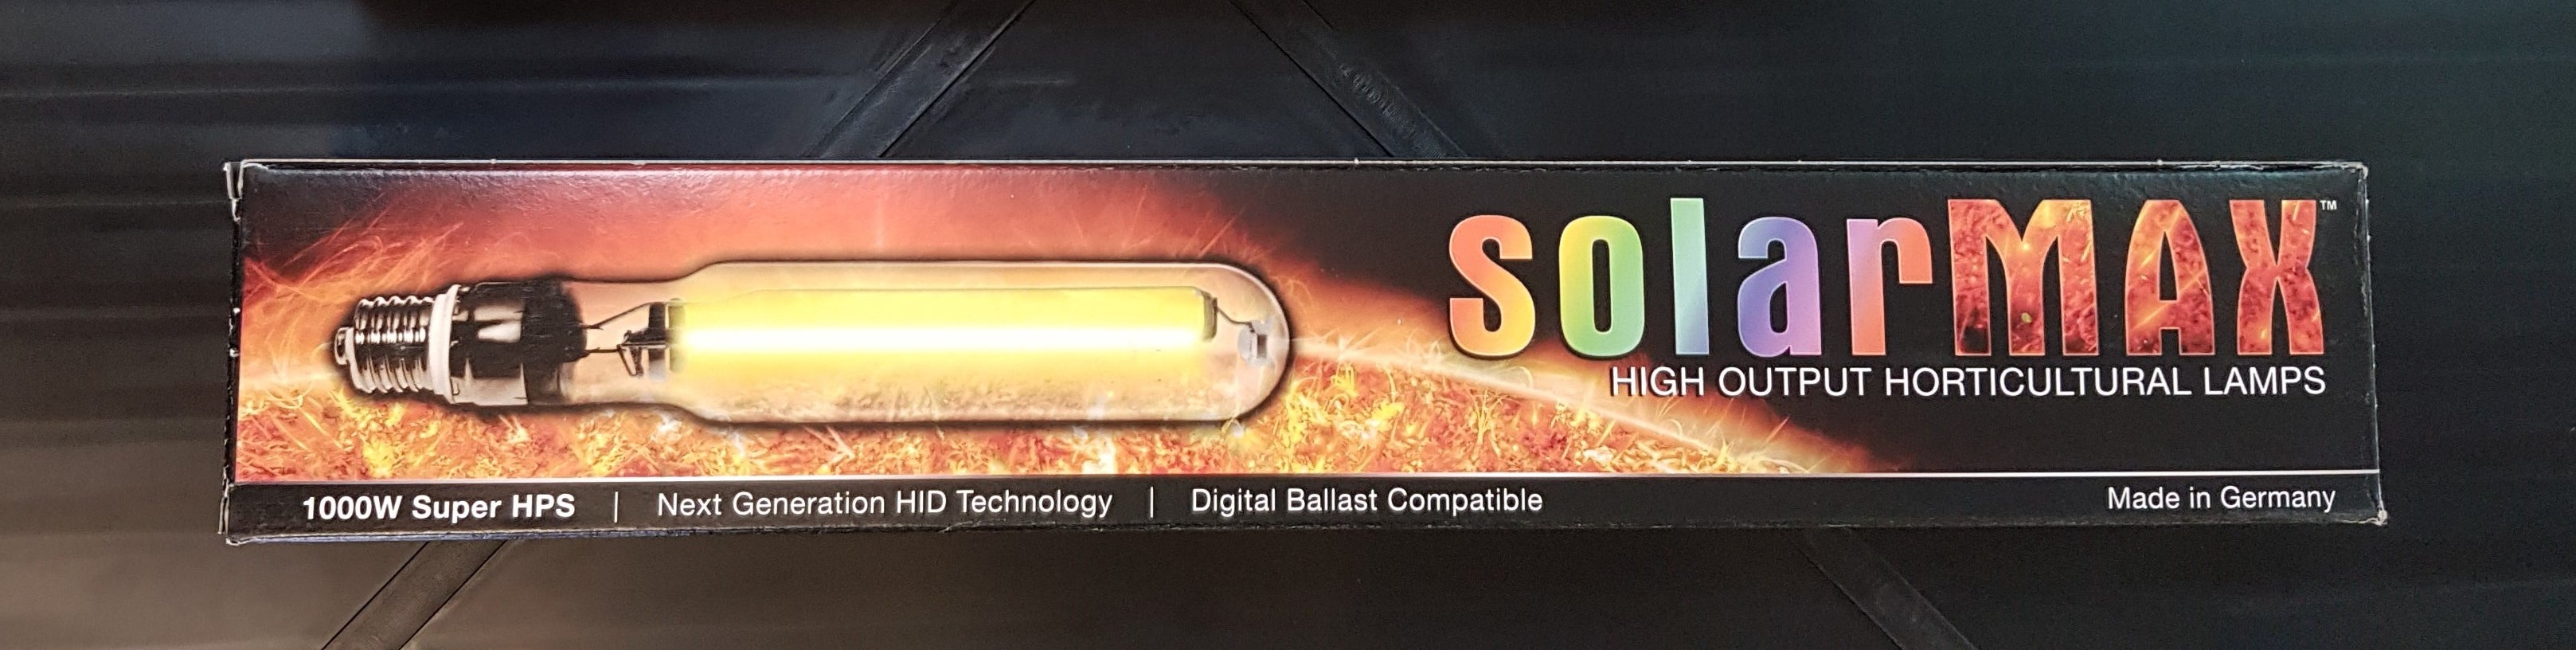 solarMAX™
HIGH OUTPUT HORTICULTURAL LAMPS
1000W Super HPS | Next Generation HID Technology | Digital Ballast Compatible
Made in Germany